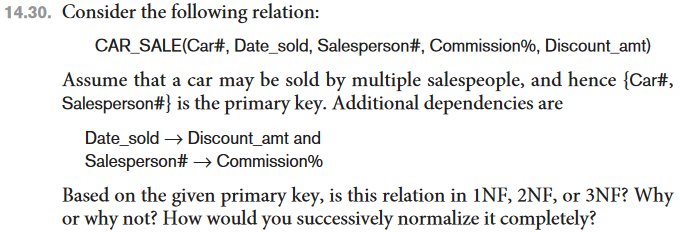 14.30. Consider the following relation:
CAR_SALE(Car#, Date_sold, Salesperson#, Commission%, Discount_amt)
Assume that a car may be sold by multiple salespeople, and hence {Car#,
Salesperson#} is the primary key. Additional dependencies are
Date_sold → Discount_amt and
Salesperson# → Commission%
Based on the given primary key, is this relation in 1NF, 2NF, or 3NF? Why
or why not? How would you successively normalize it completely?